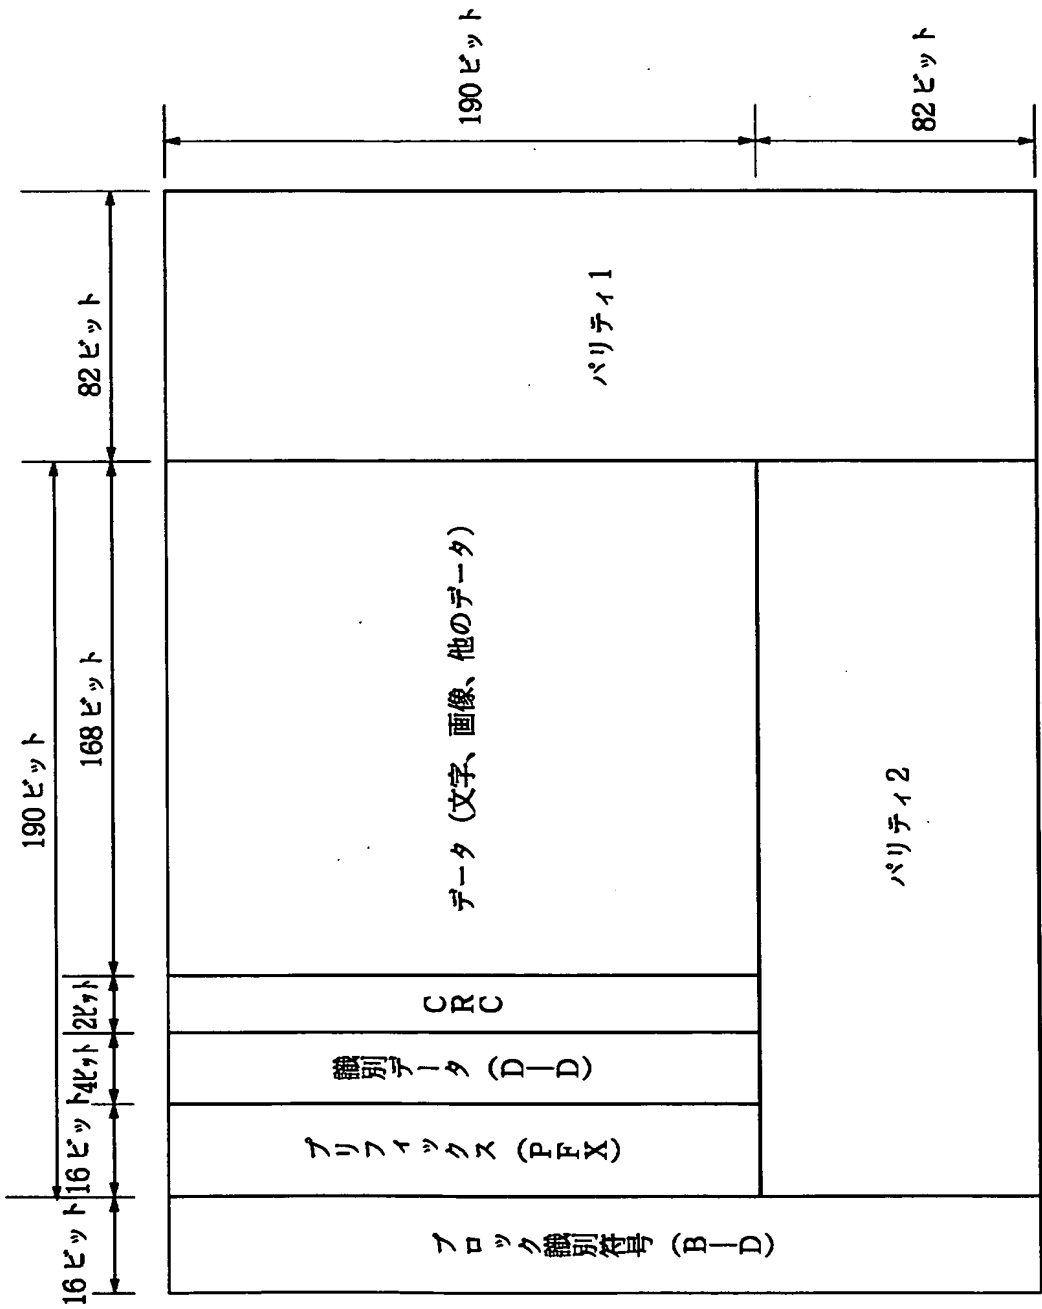 190ビット
16ビット
16ビット
4ビット
2ビット
168ビット
82ビット
ブロック識別符号(BID)
プリフィックス(PFX)
識別データ(DID)
CRC
データ(文字、画像、他のデータ)
パリティ1
パリティ2
190ビット
82ビット